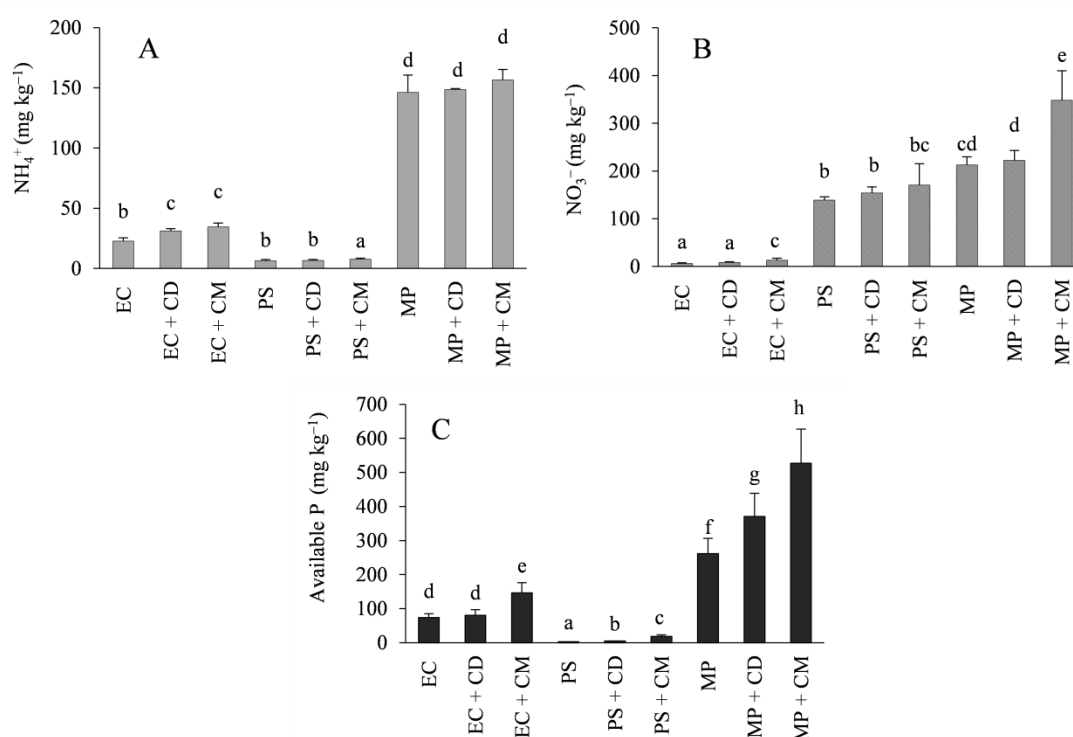 A
NH₄⁺ (mg kg⁻¹)
200
150
100
50
0
b
c
c
b
b
a
d
d
d
EC
EC + CD
EC + CM
PS
PS + CD
PS + CM
MP
MP + CD
MP + CM
B
NO₃⁻ (mg kg⁻¹)
500
400
300
200
100
0
a
a
c
b
b
bc
cd
d
e
EC
EC + CD
EC + CM
PS
PS + CD
PS + CM
MP
MP + CD
MP + CM
C
Available P (mg kg⁻¹)
700
600
500
400
300
200
100
0
d
d
e
a
b
c
f
g
h
EC
EC + CD
EC + CM
PS
PS + CD
PS + CM
MP
MP + CD
MP + CM